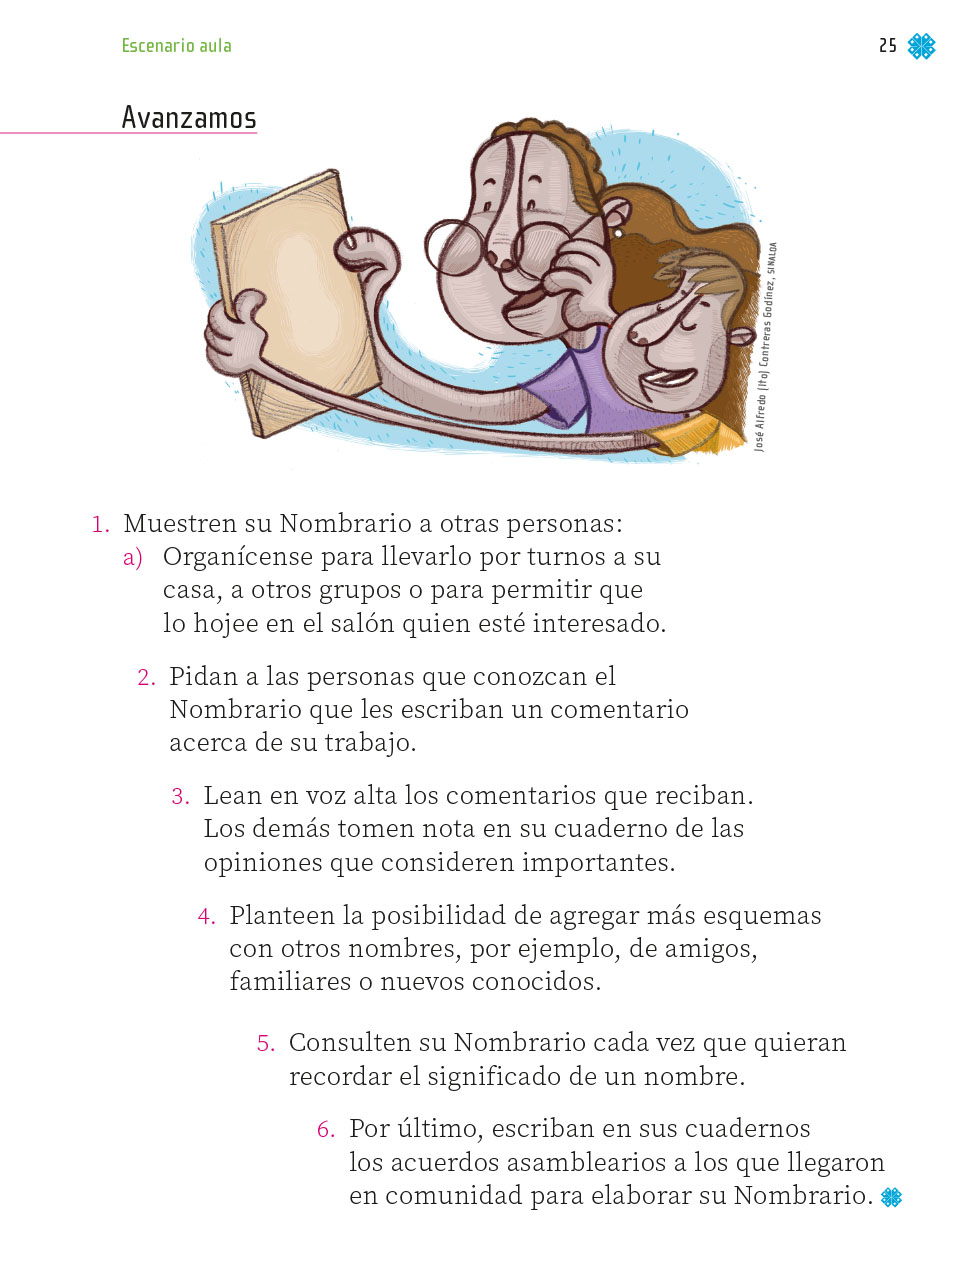 Escenario aula
25
Avanzamos
José Alfredo (Ito) Contreras Godínez, SINALOA
1. Muestren su Nombrario a otras personas:
a) Organícense para llevarlo por turnos a su
casa, a otros grupos o para permitir que
lo hojee en el salón quien esté interesado.
2. Pidan a las personas que conozcan el
Nombrario que les escriban un comentario
acerca de su trabajo.
3. Lean en voz alta los comentarios que reciban.
Los demás tomen nota en su cuaderno de las
opiniones que consideren importantes.
4. Planteen la posibilidad de agregar más esquemas
con otros nombres, por ejemplo, de amigos,
familiares o nuevos conocidos.
5. Consulten su Nombrario cada vez que quieran
recordar el significado de un nombre.
6. Por último, escriban en sus cuadernos
los acuerdos asamblearios a los que llegaron
en comunidad para elaborar su Nombrario.